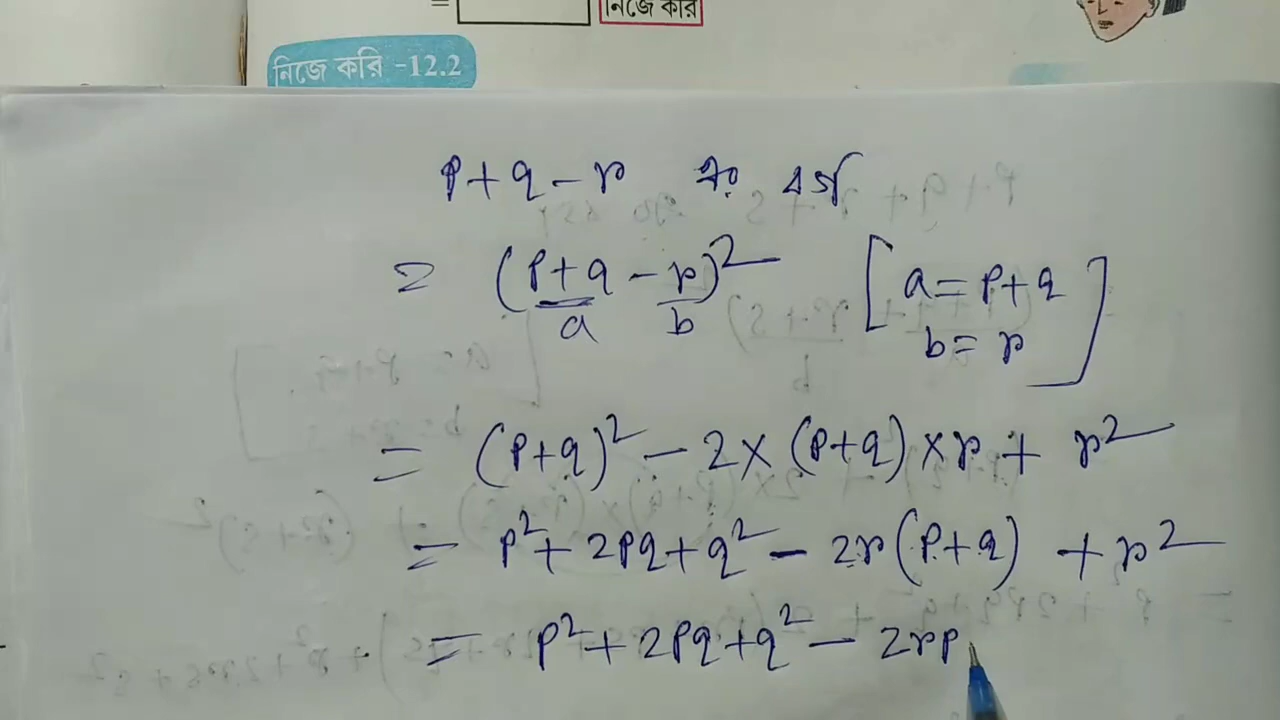 = নিজে করি
নিজে করি -12.2
p+q-r এর বর্গ
= (p+q-r)² [a=p+q
a b b=r]
= (p+q)²-2×(p+q)×r+r²
= p²+2pq+q²-2r(p+q)+r²
= p²+2pq+q²-2rp